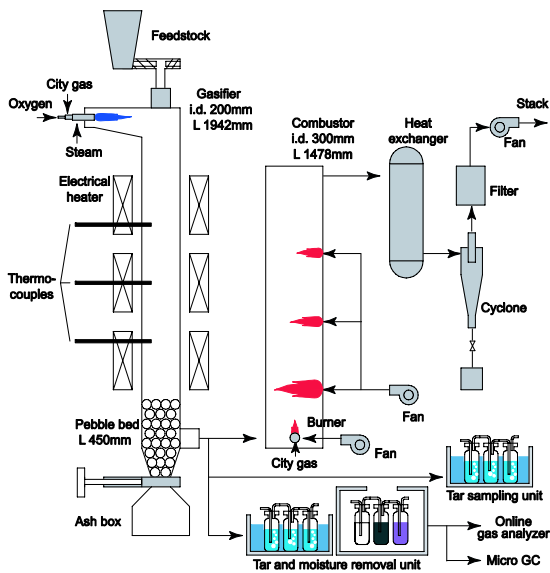 Feedstock
City gas
Oxygen
Steam
Gasifier
i.d. 200mm
L 1942mm
Combustor
i.d. 300mm
L 1478mm
Heat
exchanger
Stack
Fan
Filter
Electrical
heater
Thermo-
couples
Cyclone
Fan
Pebble bed
L 450mm
Burner
Fan
City gas
Tar sampling unit
Ash box
Tar and moisture removal unit
Online
gas analyzer
Micro GC